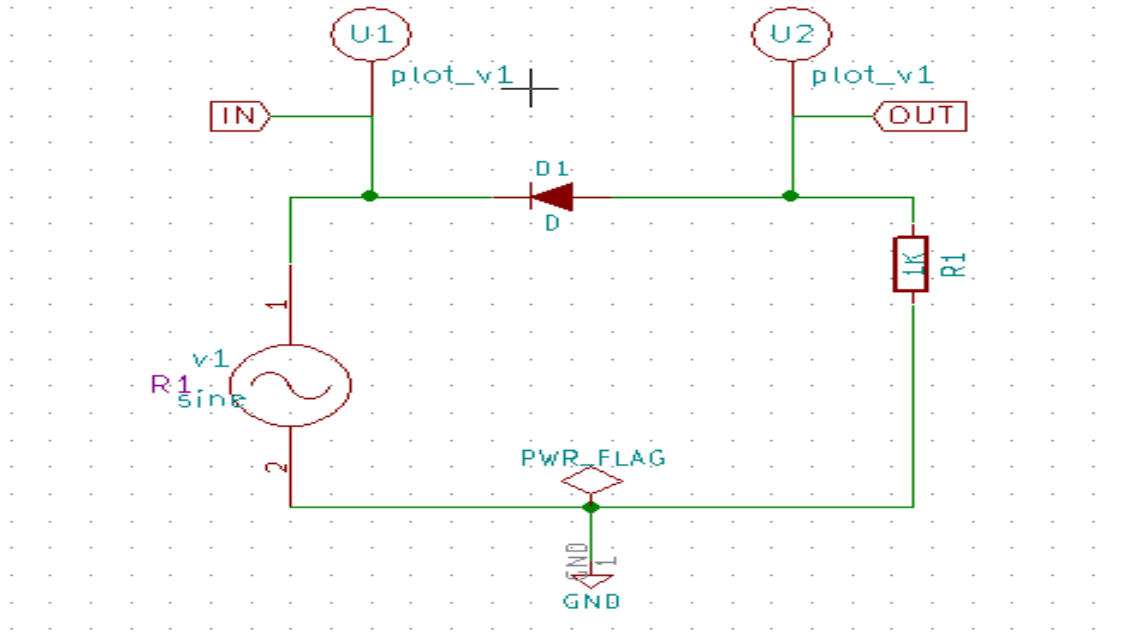 U1
U2
plot_v1
plot_v1
IN
OUT
D1
D
1K
R1
1
v1
R1
sine
2
PWR_FLAG
GND
1
GND